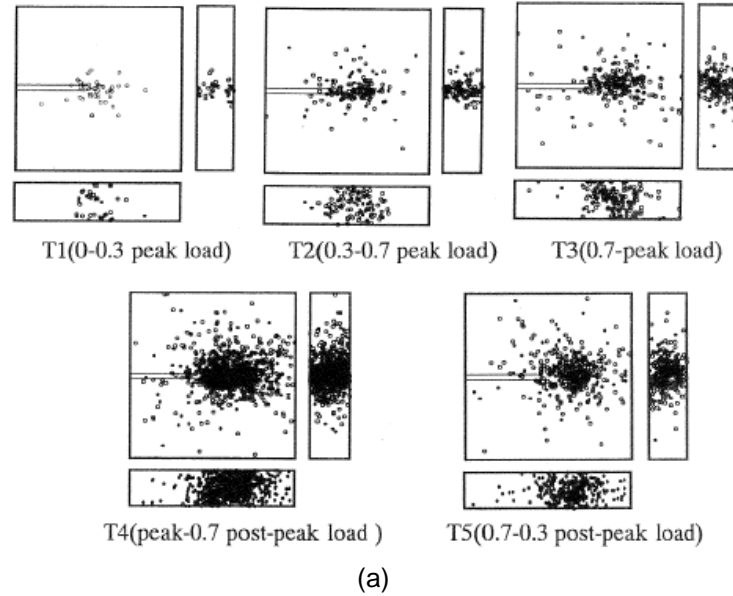 T1(0-0.3 peak load)
T2(0.3-0.7 peak load)
T3(0.7-peak load)
T4(peak-0.7 post-peak load )
T5(0.7-0.3 post-peak load)
(a)